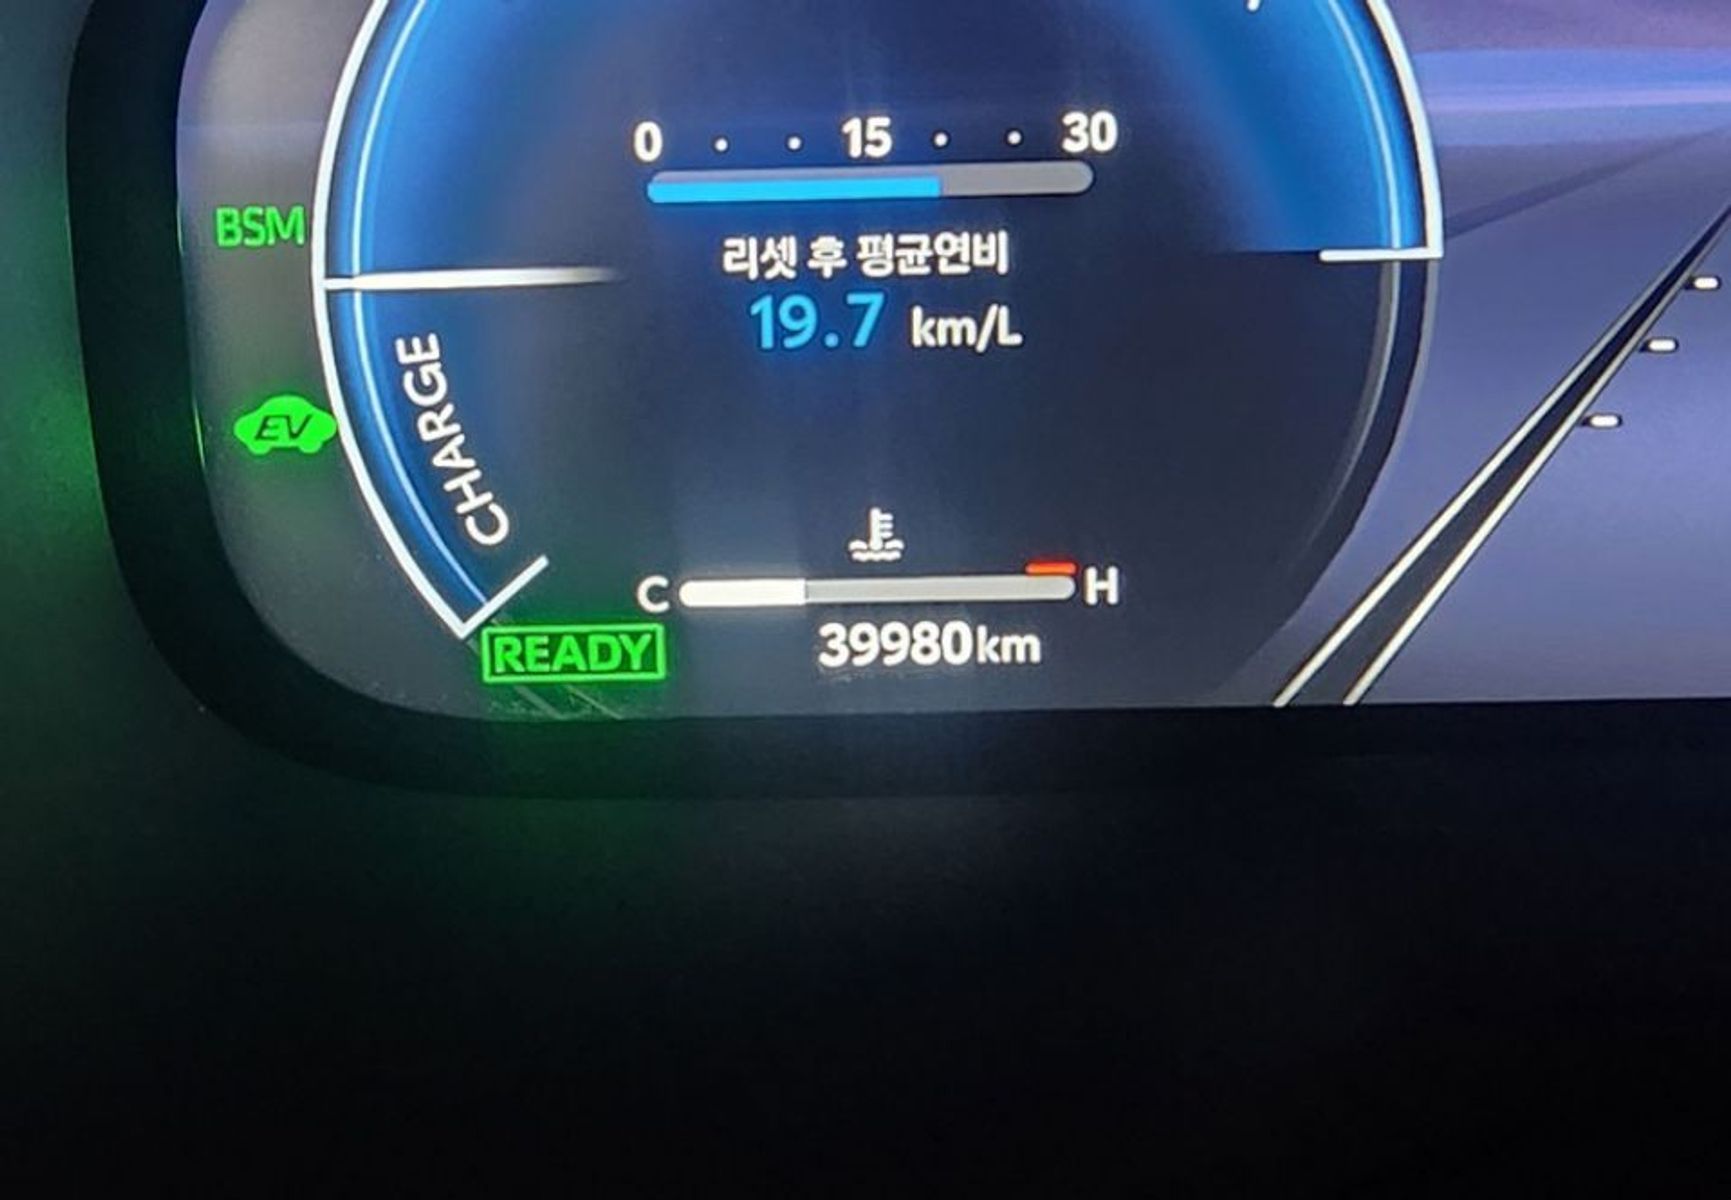 0 · · 15 · · 30
BSM
리셋 후 평균연비
19.7 km/L
CHARGE
EV
C H
READY
39980km